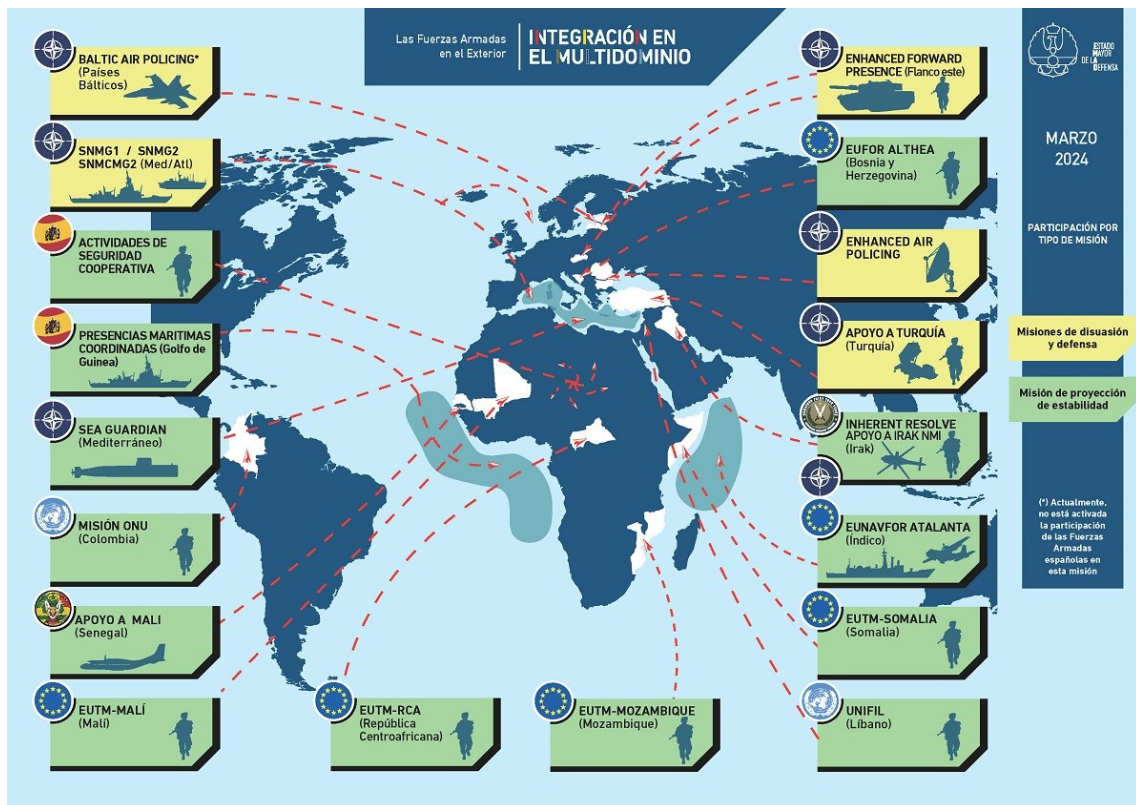 Las Fuerzas Armadas
en el Exterior
INTEGRACIÓN EN
EL MULTIDOMINIO
BALTIC AIR POLICING*
(Países
Bálticos)
SNMG1 / SNMG2
SNMCMG2 (Med/Atl)
ACTIVIDADES DE
SEGURIDAD
COOPERATIVA
PRESENCIAS MARITIMAS
COORDINADAS (Golfo de
Guinea)
SEA GUARDIAN
(Mediterráneo)
MISIÓN ONU
(Colombia)
APOYO A MALI
(Senegal)
EUTM-MALÍ
(Malí)
EUTM-RCA
(República
Centroafricana)
EUTM-MOZAMBIQUE
(Mozambique)
ENHANCED FORWARD
PRESENCE (Flanco este)
EUFOR ALTHEA
(Bosnia y
Herzegovina)
ENHANCED AIR
POLICING
APOYO A TURQUÍA
(Turquía)
INHERENT RESOLVE
APOYO A IRAK NMI
(Irak)
EUNAVFOR ATALANTA
(Índico)
EUTM-SOMALIA
(Somalia)
UNIFIL
(Líbano)
ESTADO
MAYOR
DE LA
DEFENSA
MARZO
2024
PARTICIPACIÓN POR
TIPO DE MISIÓN
Misiones de disuasión
y defensa
Misión de proyección
de estabilidad
(*) Actualmente,
no está activada
la participación
de las Fuerzas
Armadas
españolas en
esta misión